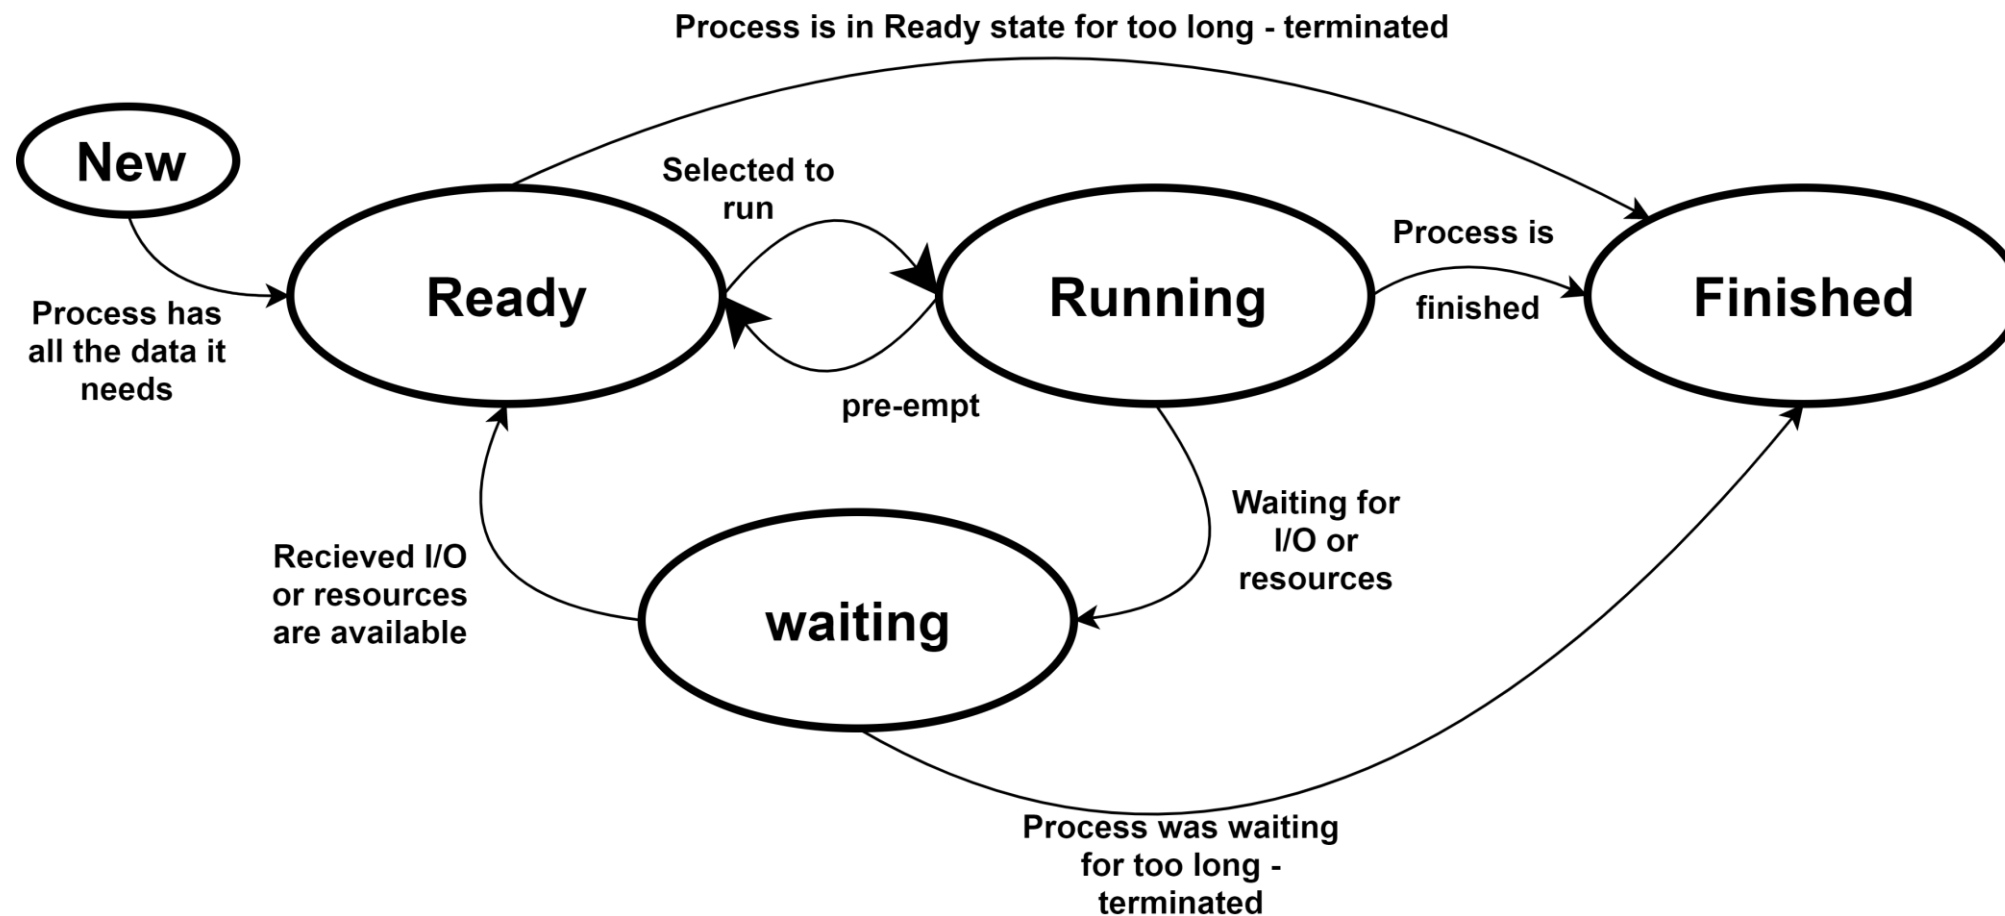 Process is in Ready state for too long - terminated
New
Selected to
run
Process is
finished
Ready
Running
Finished
Process has
all the data it
needs
pre-empt
Waiting for
I/O or
resources
Recieved I/O
or resources
are available
waiting
Process was waiting
for too long -
terminated